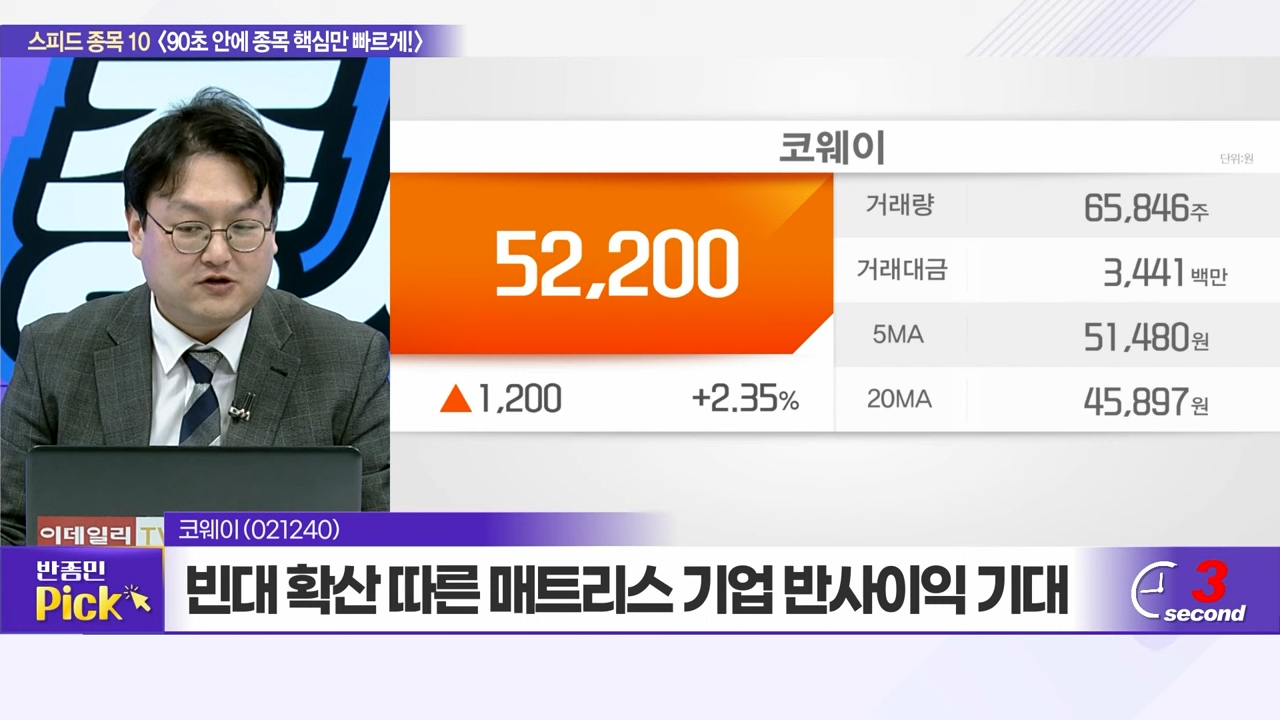 스피드 종목 10 <90초 안에 종목 핵심만 빠르게!>
코웨이
단위:원
52,200
▲1,200 +2.35%
거래량 65,846주
거래대금 3,441백만
5MA 51,480원
20MA 45,897원
이데일리 TV
코웨이(021240)
반종민
Pick
빈대 확산 따른 매트리스 기업 반사이익 기대
3
second